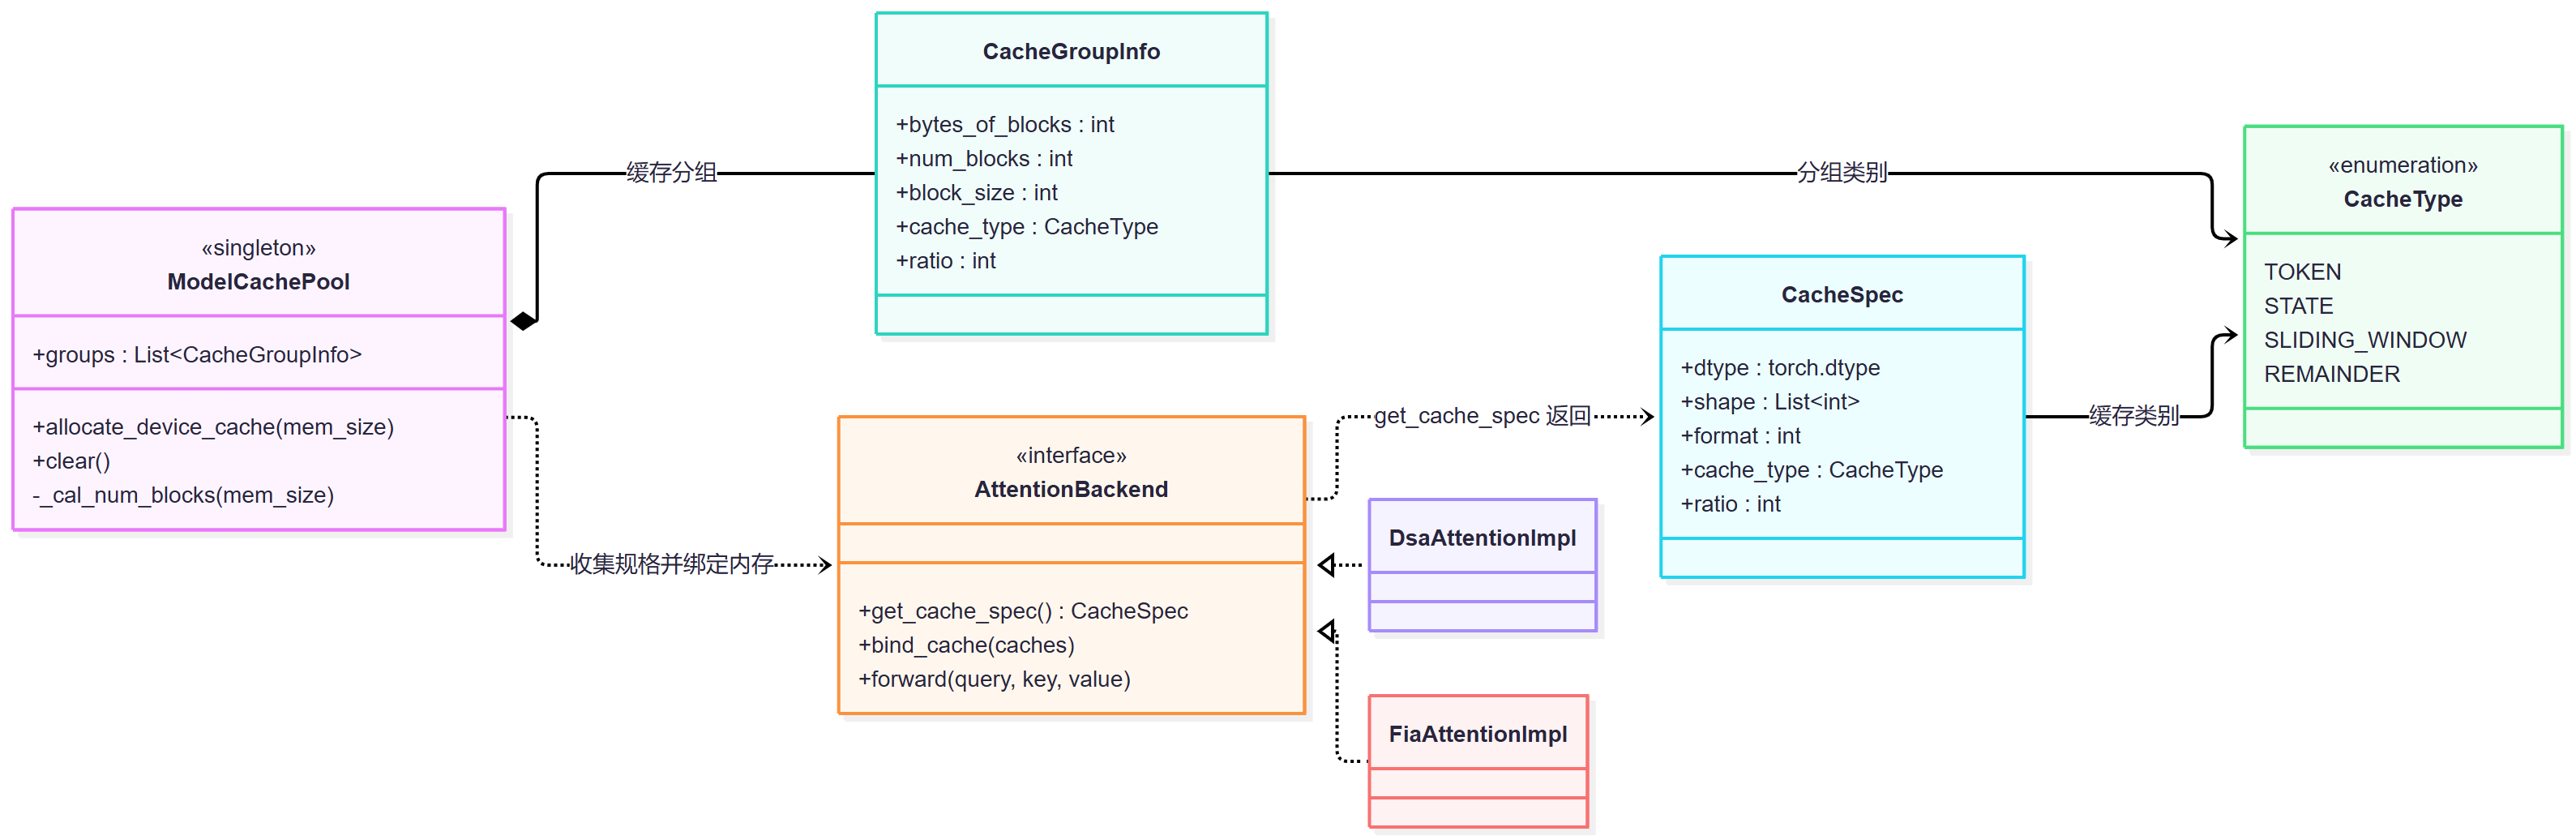 «singleton»
ModelCachePool
+groups : List<CacheGroupInfo>
+allocate_device_cache(mem_size)
+clear()
-_cal_num_blocks(mem_size)
缓存分组
收集规格并绑定内存
CacheGroupInfo
+bytes_of_blocks : int
+num_blocks : int
+block_size : int
+cache_type : CacheType
+ratio : int
«interface»
AttentionBackend
+get_cache_spec() : CacheSpec
+bind_cache(caches)
+forward(query, key, value)
get_cache_spec 返回
DsaAttentionImpl
FiaAttentionImpl
分组类别
CacheSpec
+dtype : torch.dtype
+shape : List<int>
+format : int
+cache_type : CacheType
+ratio : int
缓存类别
«enumeration»
CacheType
TOKEN
STATE
SLIDING_WINDOW
REMAINDER